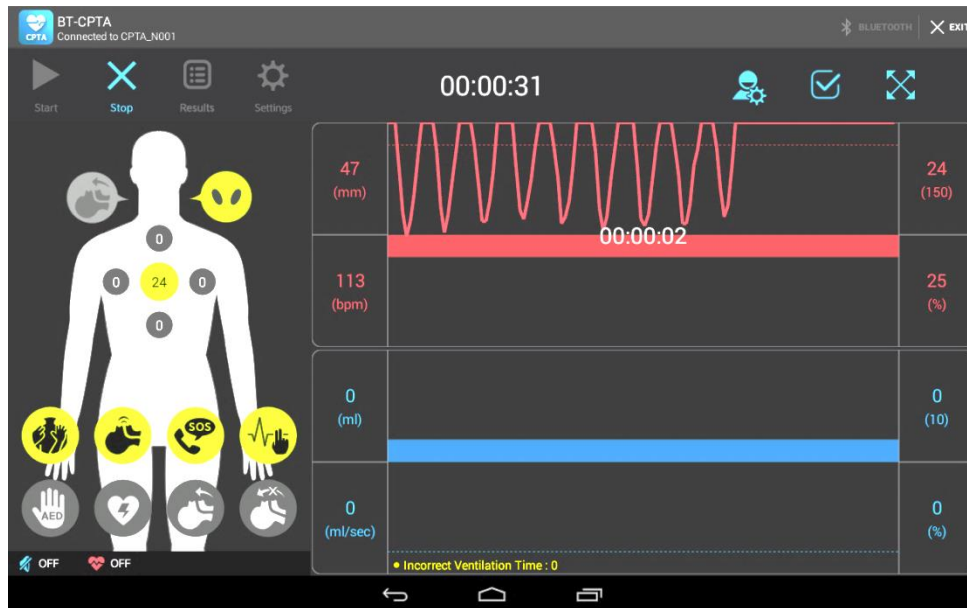 BT-CPTA
Connected to CPTA_N001
CPTA
BLUETOOTH
EXIT
Start
Stop
Results
Settings
00:00:31
47
(mm)
24
(150)
00:00:02
113
(bpm)
25
(%)
0
0
24
0
0
SOS
AED
0
(ml)
0
(10)
0
(ml/sec)
0
(%)
OFF
OFF
Incorrect Ventilation Time : 0